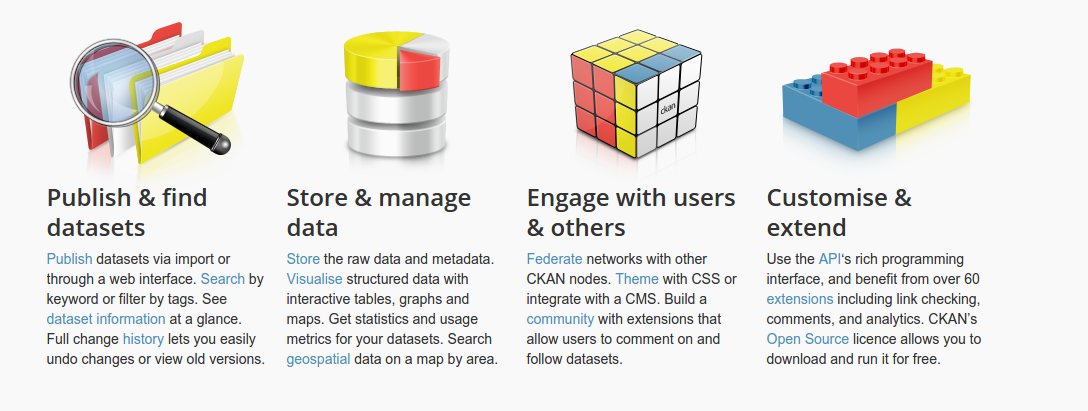 ckan
Publish & find
datasets
Publish datasets via import or
through a web interface. Search by
keyword or filter by tags. See
dataset information at a glance.
Full change history lets you easily
undo changes or view old versions.
Store & manage
data
Store the raw data and metadata.
Visualise structured data with
interactive tables, graphs and
maps. Get statistics and usage
metrics for your datasets. Search
geospatial data on a map by area.
Engage with users
& others
Federate networks with other
CKAN nodes. Theme with CSS or
integrate with a CMS. Build a
community with extensions that
allow users to comment on and
follow datasets.
Customise &
extend
Use the API‘s rich programming
interface, and benefit from over 60
extensions including link checking,
comments, and analytics. CKAN’s
Open Source licence allows you to
download and run it for free.